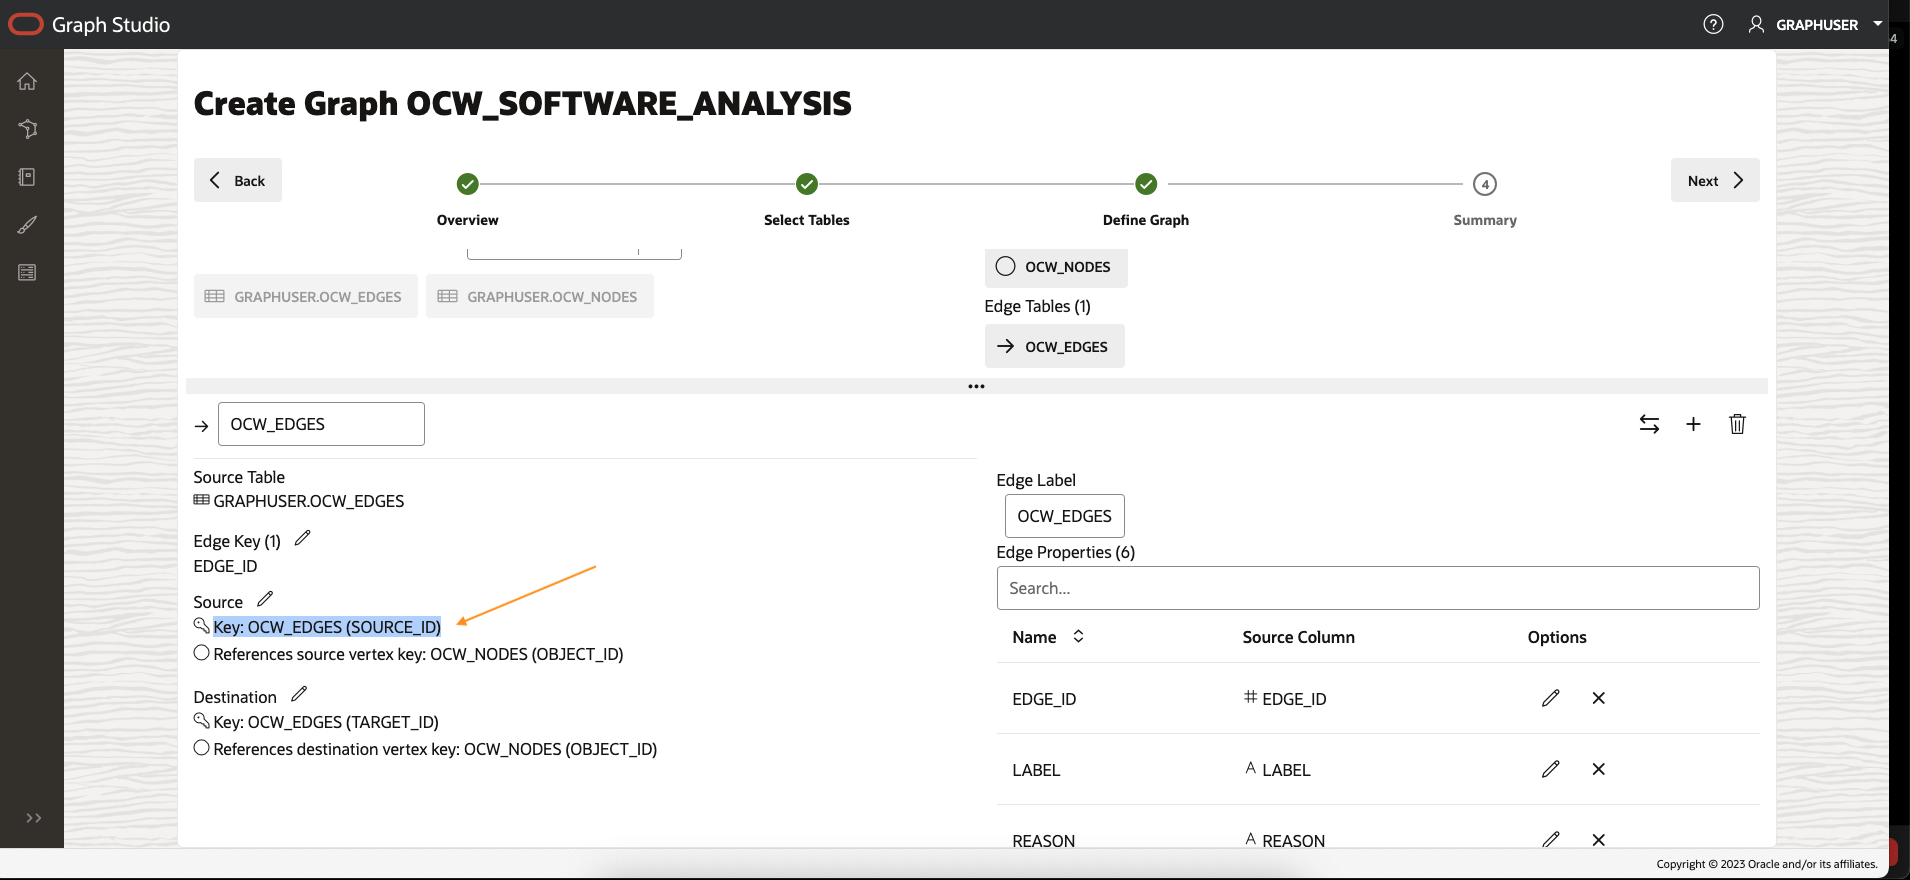 Graph Studio
? GRAPHUSER
4
Create Graph OCW_SOFTWARE_ANALYSIS
Back
Next
4
Overview
Select Tables
Define Graph
Summary
GRAPHUSER.OCW_EDGES
GRAPHUSER.OCW_NODES
OCW_NODES
Edge Tables (1)
OCW_EDGES
OCW_EDGES
Source Table
GRAPHUSER.OCW_EDGES
Edge Key (1)
EDGE_ID
Source
Key: OCW_EDGES (SOURCE_ID)
References source vertex key: OCW_NODES (OBJECT_ID)
Destination
Key: OCW_EDGES (TARGET_ID)
References destination vertex key: OCW_NODES (OBJECT_ID)
Edge Label
OCW_EDGES
Edge Properties (6)
Search...
Name Source Column Options
EDGE_ID # EDGE_ID
LABEL A LABEL
REASON A REASON
Copyright © 2023 Oracle and/or its affiliates.